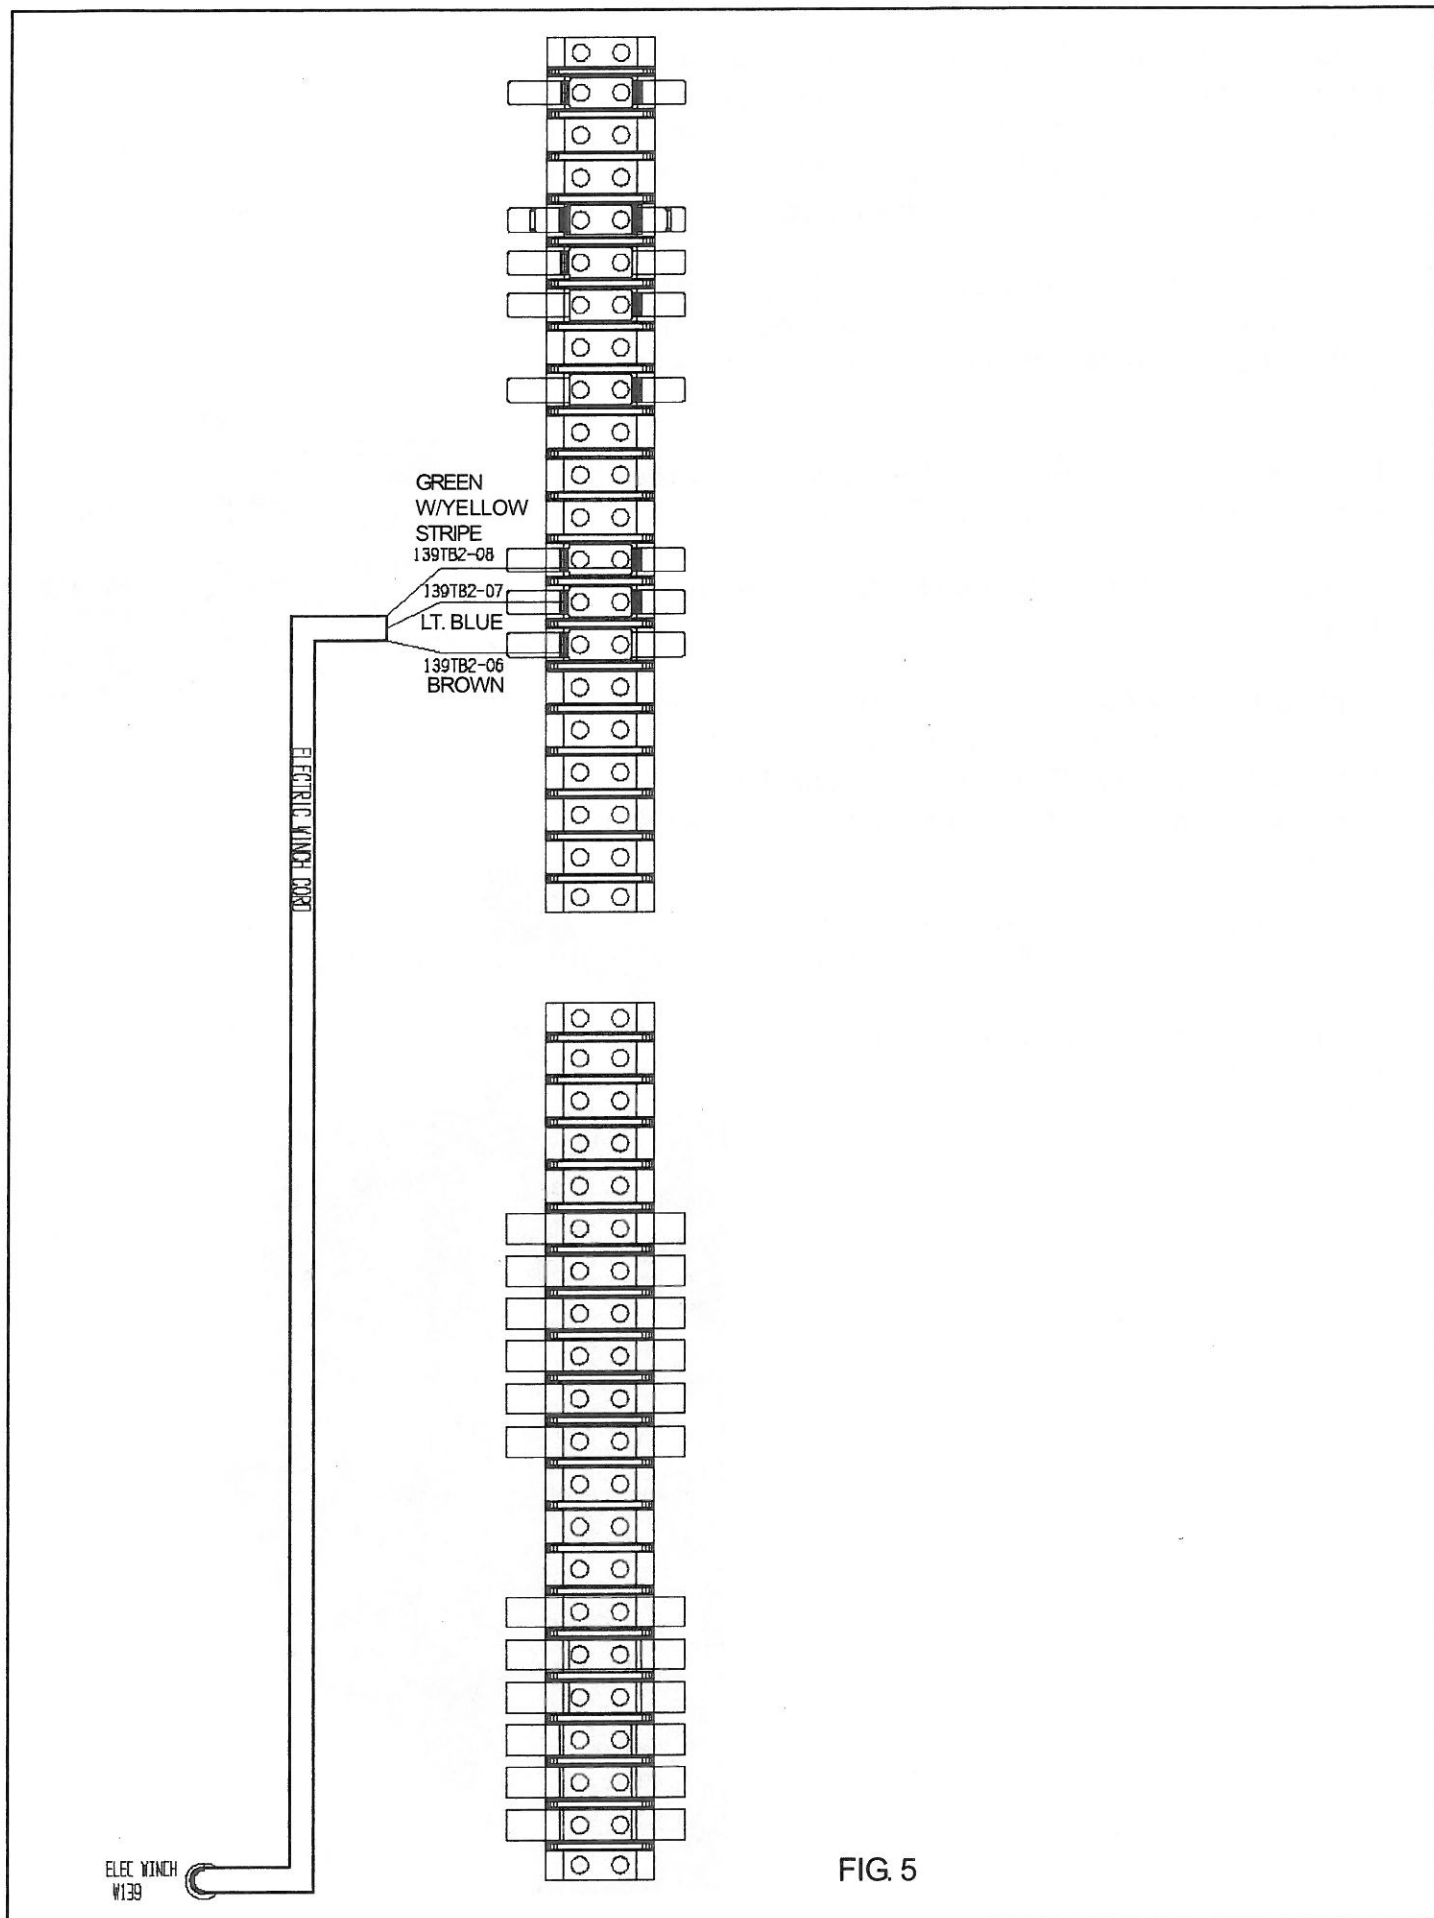 GREEN
W/YELLOW
STRIPE
139TB2-08
139TB2-07
LT. BLUE
139TB2-06
BROWN
ELECTRIC WINCH CORD
ELEC WINCH
W139
FIG. 5